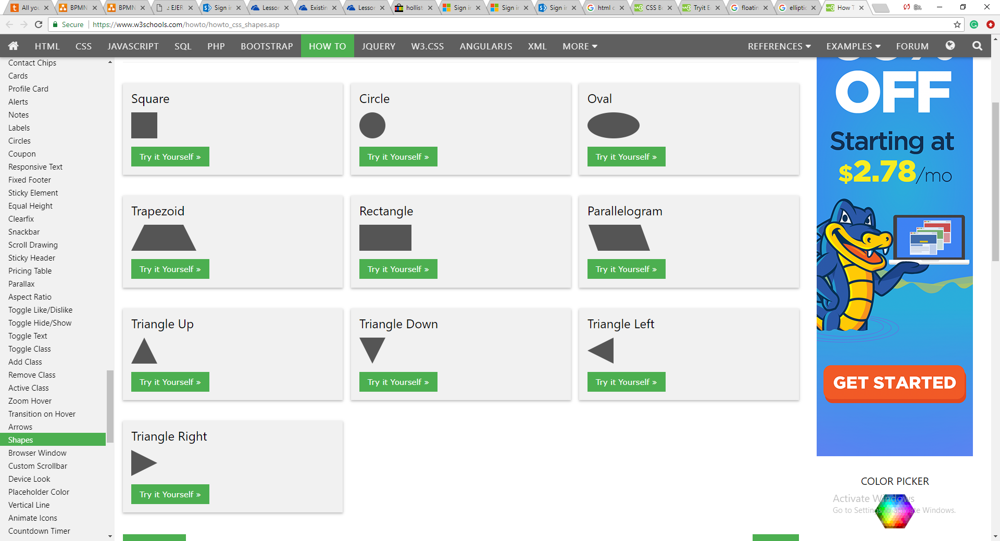 All you
BPMN
BPMN
.: EJER
Sign in
Lesson
Existin
Lesson
hollist
Sign in
Sign in
Sign in
html c
CSS Bo
Tryit E
floatin
elliptic
How T
Secure
https://www.w3schools.com/howto/howto_css_shapes.asp
HTML
CSS
JAVASCRIPT
SQL
PHP
BOOTSTRAP
HOW TO
JQUERY
W3.CSS
ANGULARJS
XML
MORE
REFERENCES
EXAMPLES
FORUM
Contact Chips
Cards
Profile Card
Alerts
Notes
Labels
Circles
Coupon
Responsive Text
Fixed Footer
Sticky Element
Equal Height
Clearfix
Snackbar
Scroll Drawing
Sticky Header
Pricing Table
Parallax
Aspect Ratio
Toggle Like/Dislike
Toggle Hide/Show
Toggle Text
Toggle Class
Add Class
Remove Class
Active Class
Zoom Hover
Transition on Hover
Arrows
Shapes
Browser Window
Custom Scrollbar
Device Look
Placeholder Color
Vertical Line
Animate Icons
Countdown Timer
Square
Try it Yourself »
Circle
Try it Yourself »
Oval
Try it Yourself »
Trapezoid
Try it Yourself »
Rectangle
Try it Yourself »
Parallelogram
Try it Yourself »
Triangle Up
Try it Yourself »
Triangle Down
Try it Yourself »
Triangle Left
Try it Yourself »
Triangle Right
Try it Yourself »
OFF
Starting at
$2.78/mo
GET STARTED
COLOR PICKER
Activate Windows
Go to Settings to activate Windows.